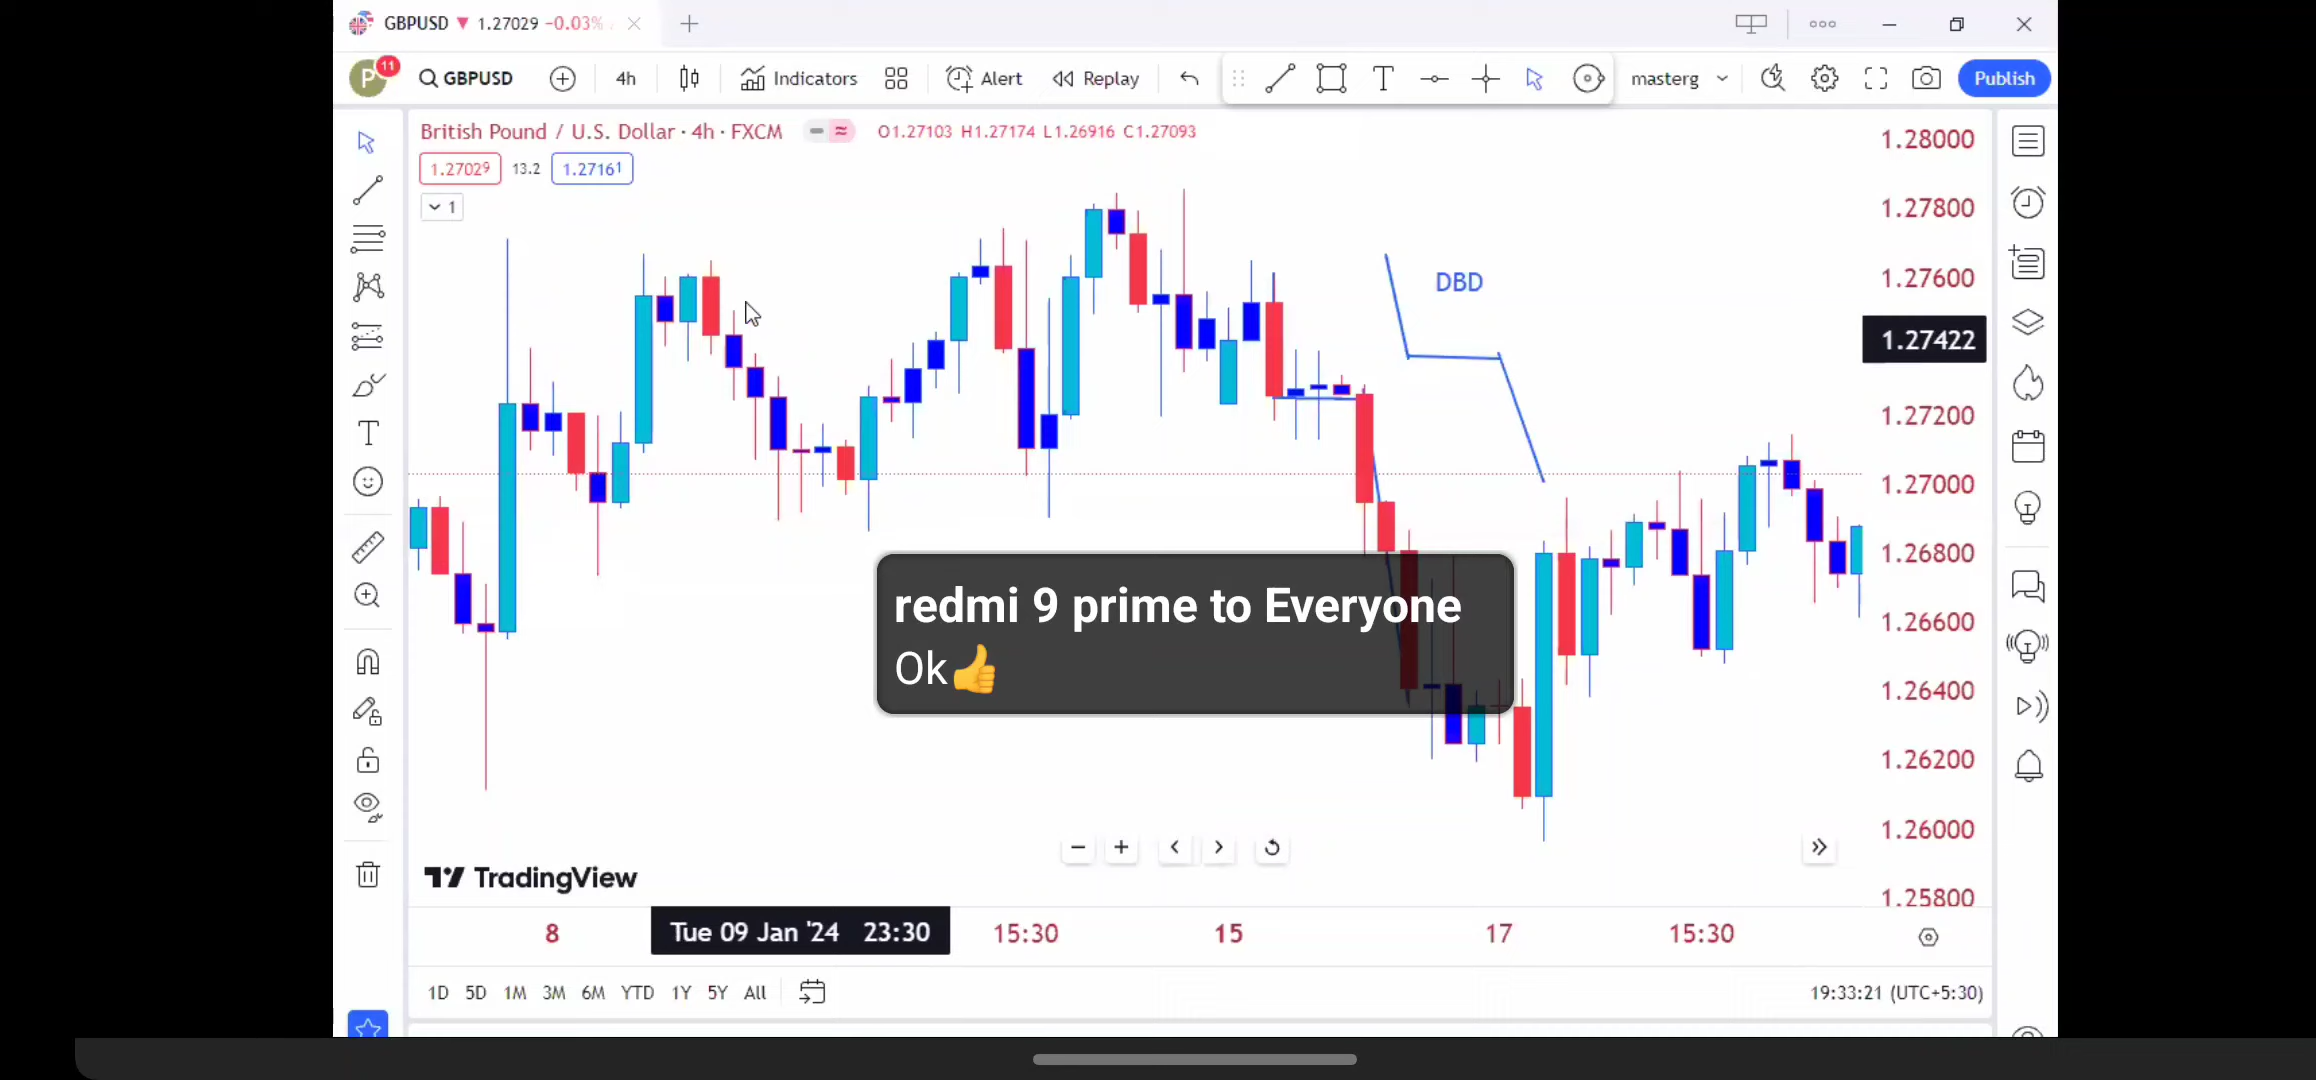 GBPUSD ▼ 1.27029 −0.03%
P 11 GBPUSD 4h Indicators Alert Replay masterg Publish
British Pound / U.S. Dollar · 4h · FXCM O1.27103 H1.27174 L1.26916 C1.27093
1.27029 13.2 1.27161
1
DBD
1.28000
1.27800
1.27600
1.27422
1.27200
1.27000
1.26800
1.26600
1.26400
1.26200
1.26000
1.25800
redmi 9 prime to Everyone
Ok👍
TradingView
8 Tue 09 Jan '24 23:30 15:30 15 17 15:30
1D 5D 1M 3M 6M YTD 1Y 5Y All 19:33:21 (UTC+5:30)